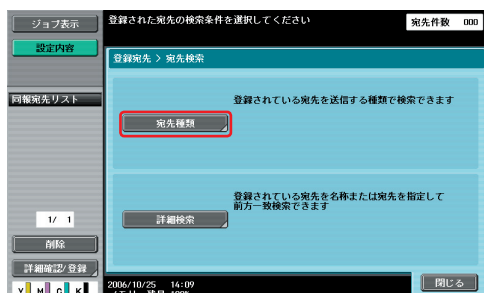 ジョブ表示
登録された宛先の検索条件を選択してください
宛先件数 000
設定内容
登録宛先 > 宛先検索
同報宛先リスト
登録されている宛先を送信する種類で検索できます
宛先種類
登録されている宛先を名称または宛先を指定して
前方一致検索できます
詳細検索
1/ 1
削除
詳細確認/登録
2006/10/25 14:09
閉じる
Y M C K